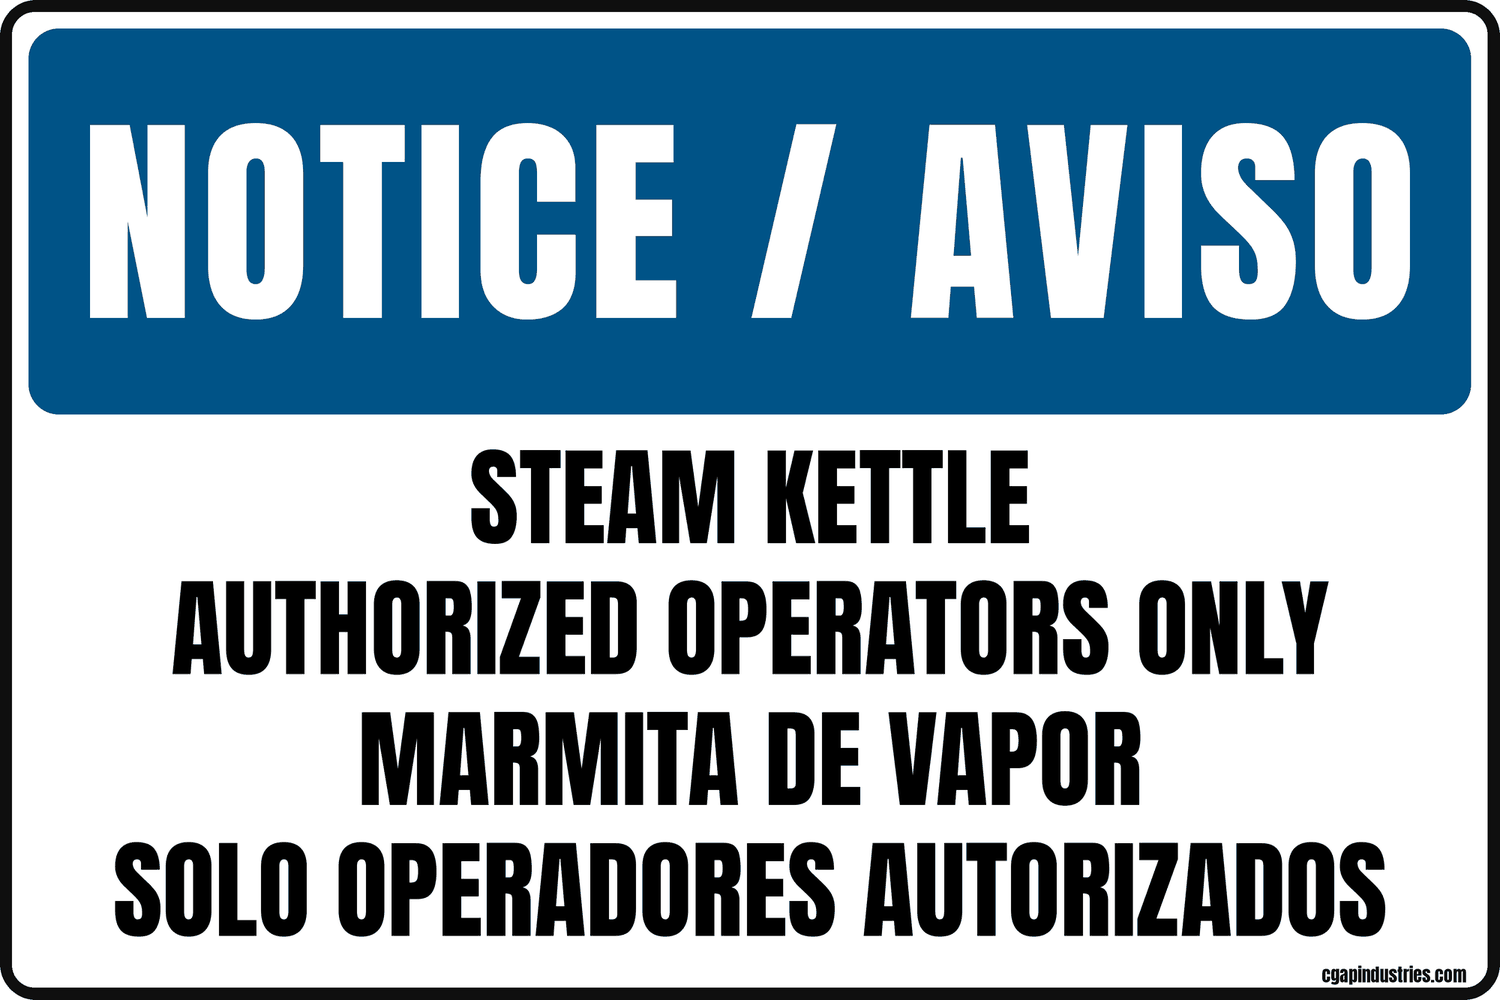 NOTICE / AVISO
STEAM KETTLE
AUTHORIZED OPERATORS ONLY
MARMITA DE VAPOR
SOLO OPERADORES AUTORIZADOS
cgapindustries.com